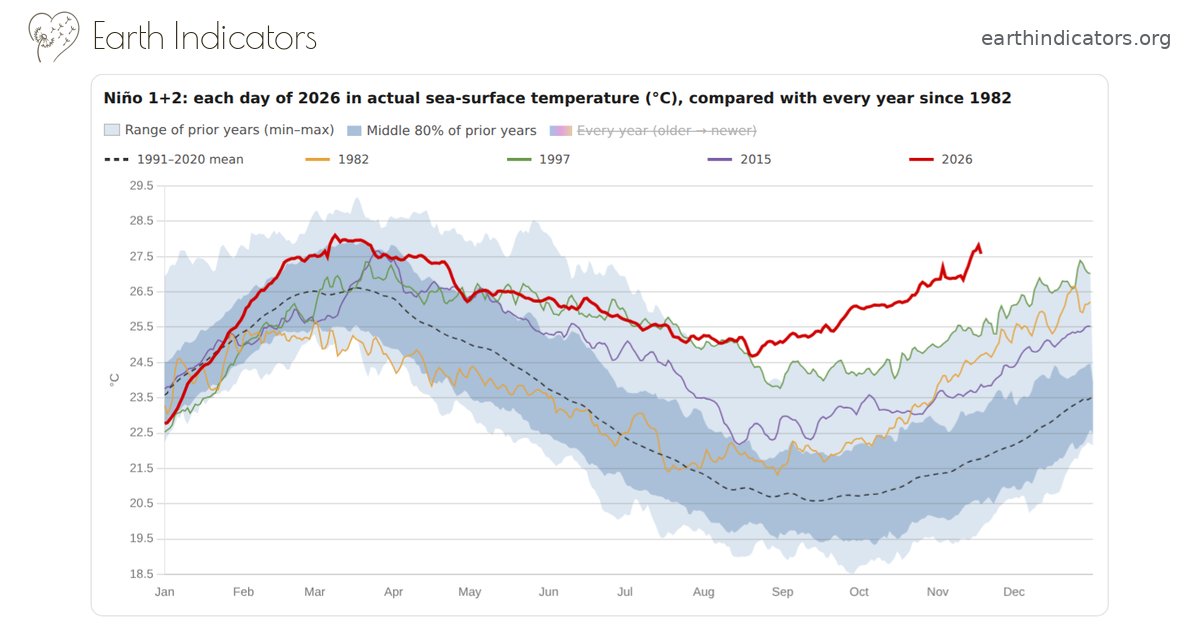 Earth Indicators
earthindicators.org
Niño 1+2: each day of 2026 in actual sea-surface temperature (°C), compared with every year since 1982
Range of prior years (min–max) Middle 80% of prior years Every year (older → newer)
1991–2020 mean 1982 1997 2015 2026
29.5
28.5
27.5
26.5
25.5
24.5
°C
23.5
22.5
21.5
20.5
19.5
18.5
Jan Feb Mar Apr May Jun Jul Aug Sep Oct Nov Dec